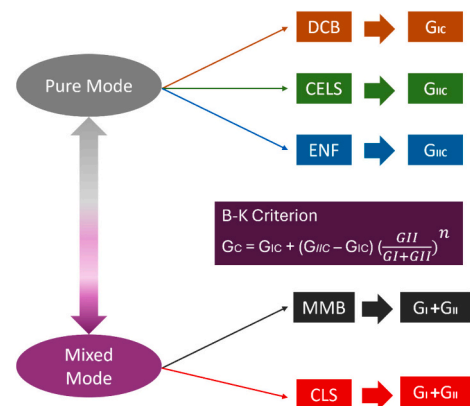 DCB
GIC
Pure Mode
CELS
GIIC
ENF
GIIC
B-K Criterion
GC = GIC + (GIIC – GIC) (GII/GI+GII)^n
MMB
GI+GII
Mixed
Mode
CLS
GI+GII